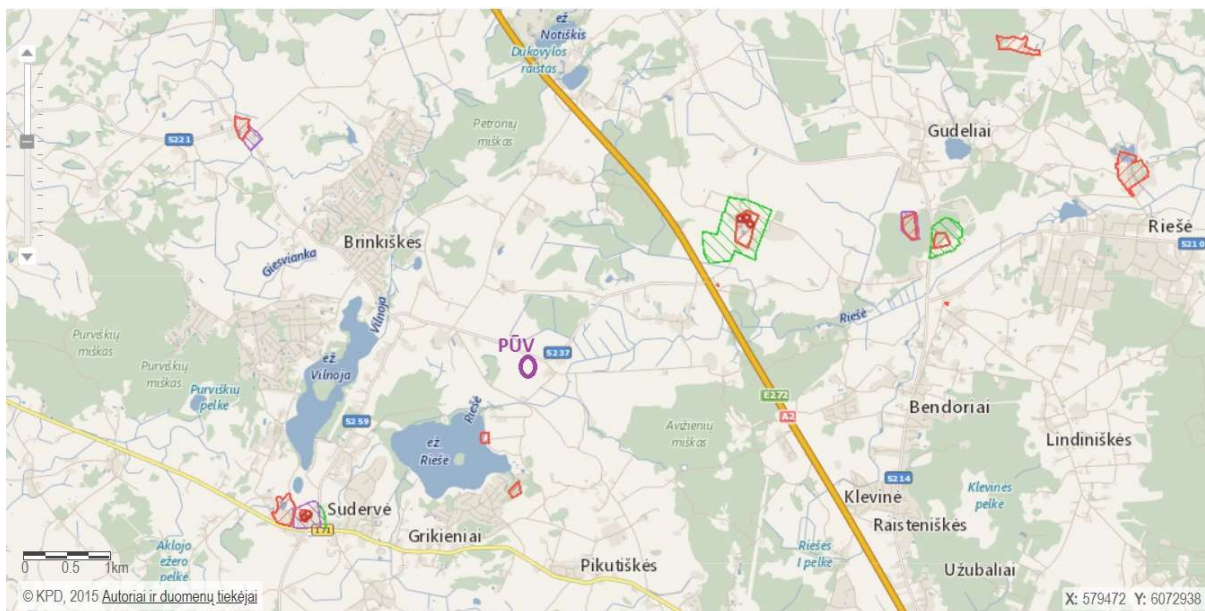 ež
Notiškis
Dukovylos
raistas
Petronių
miškas
Gudeliai
S221
Riešė
S210
Brinkiškes
Giesvianka
Vilnoja
Riešė
Purviškių
miškas
ež
Vilnoja
PŪV
S237
Purviškių
miškas
Purviškių
pelkė
E272
A2
Bendoriai
S259
Riešė
Avižienių
miškas
Lindiniškės
ež
Riešė
S214
Klevinė
Klevinės
pelkė
Sudervė
Raisteniškės
171
Grikieniai
Aklojo
ežero
pelkė
Riešės
I pelkė
Pikutiškės
Užubaliai
0 0.5 1km
© KPD, 2015 Autoriai ir duomenų tiekėjai
X: 579472 Y: 6072938